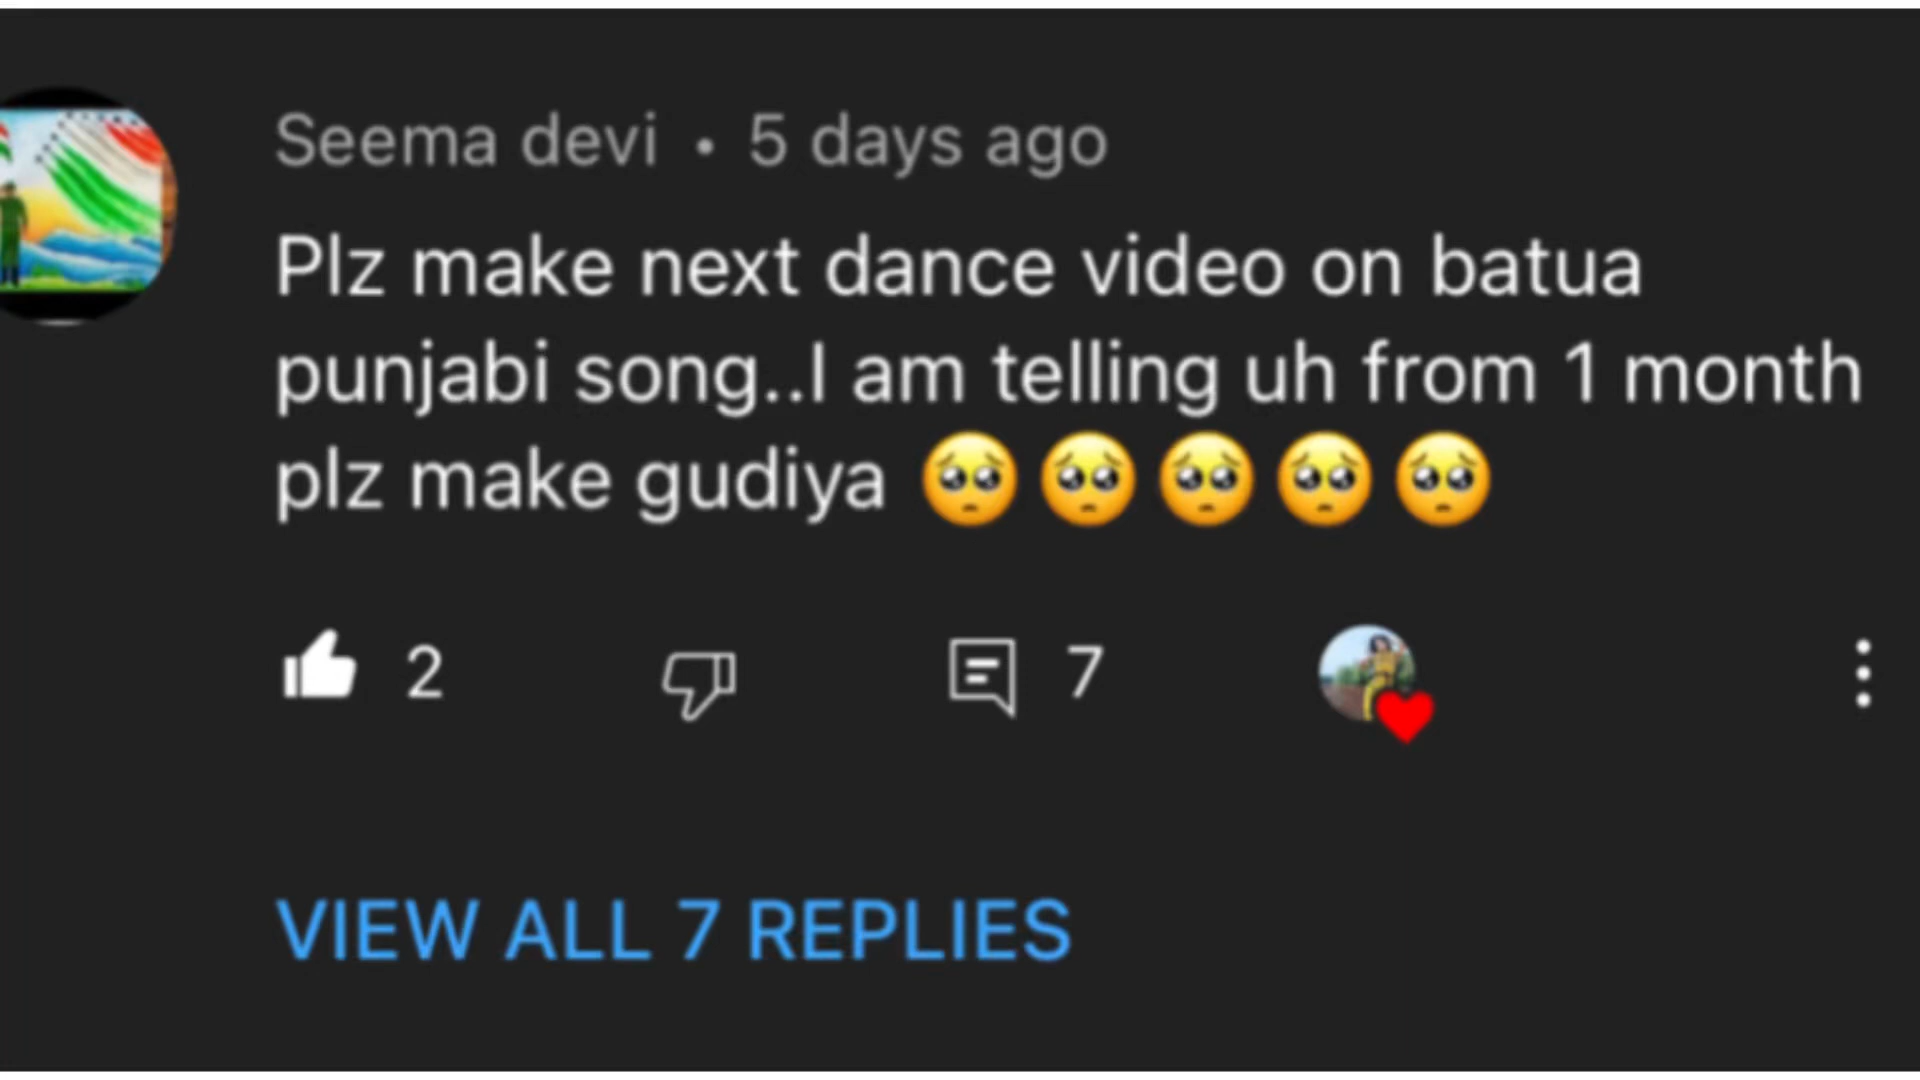 Seema devi • 5 days ago
Plz make next dance video on batua
punjabi song..I am telling uh from 1 month
plz make gudiya 🥺🥺🥺🥺🥺
2
7
VIEW ALL 7 REPLIES